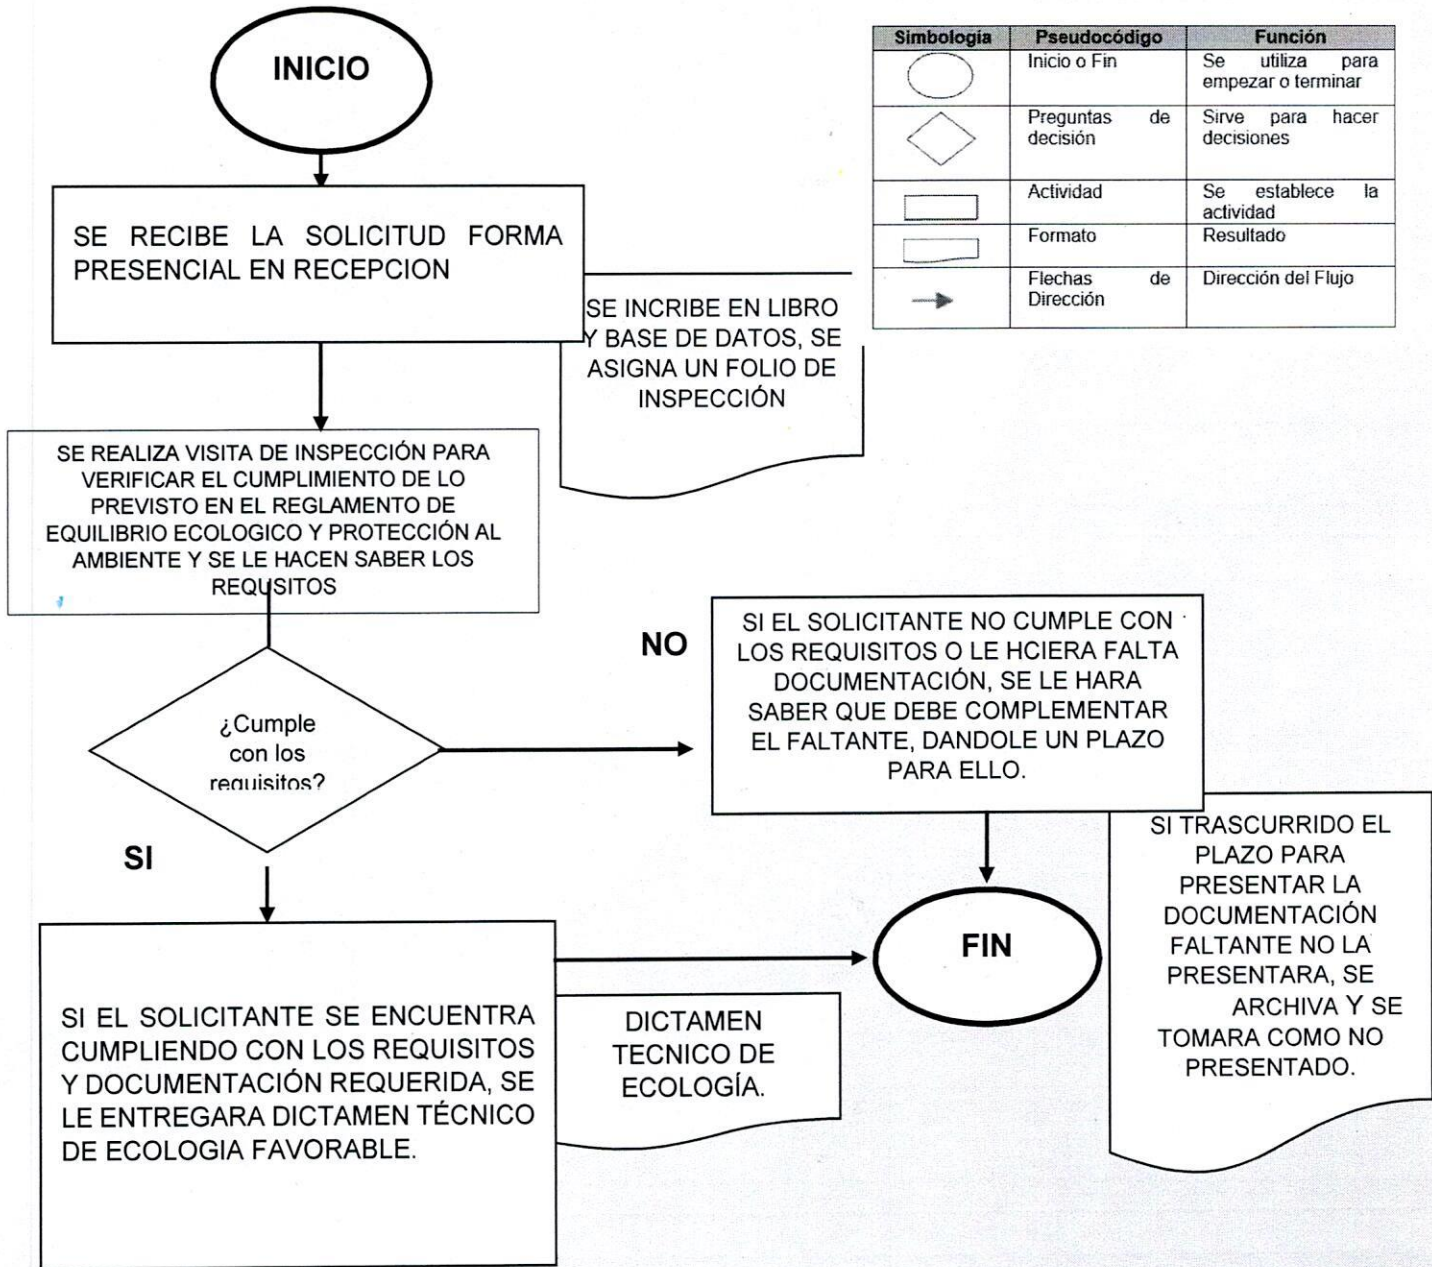 INICIO
Simbología Pseudocódigo Función
Inicio o Fin Se utiliza para
empezar o terminar
Preguntas de Sirve para hacer
decisión decisiones
Actividad Se establece la
actividad
Formato Resultado
Flechas de Dirección del Flujo
Dirección
SE RECIBE LA SOLICITUD FORMA
PRESENCIAL EN RECEPCION
SE INCRIBE EN LIBRO
Y BASE DE DATOS, SE
ASIGNA UN FOLIO DE
INSPECCIÓN
SE REALIZA VISITA DE INSPECCIÓN PARA
VERIFICAR EL CUMPLIMIENTO DE LO
PREVISTO EN EL REGLAMENTO DE
EQUILIBRIO ECOLOGICO Y PROTECCIÓN AL
AMBIENTE Y SE LE HACEN SABER LOS
REQUSITOS
¿Cumple
con los
requisitos?
NO
SI EL SOLICITANTE NO CUMPLE CON
LOS REQUISITOS O LE HCIERA FALTA
DOCUMENTACIÓN, SE LE HARA
SABER QUE DEBE COMPLEMENTAR
EL FALTANTE, DANDOLE UN PLAZO
PARA ELLO.
SI TRASCURRIDO EL
PLAZO PARA
PRESENTAR LA
DOCUMENTACIÓN
FALTANTE NO LA
PRESENTARA, SE
ARCHIVA Y SE
TOMARA COMO NO
PRESENTADO.
SI
SI EL SOLICITANTE SE ENCUENTRA
CUMPLIENDO CON LOS REQUISITOS
Y DOCUMENTACIÓN REQUERIDA, SE
LE ENTREGARA DICTAMEN TÉCNICO
DE ECOLOGIA FAVORABLE.
DICTAMEN
TECNICO DE
ECOLOGÍA.
FIN